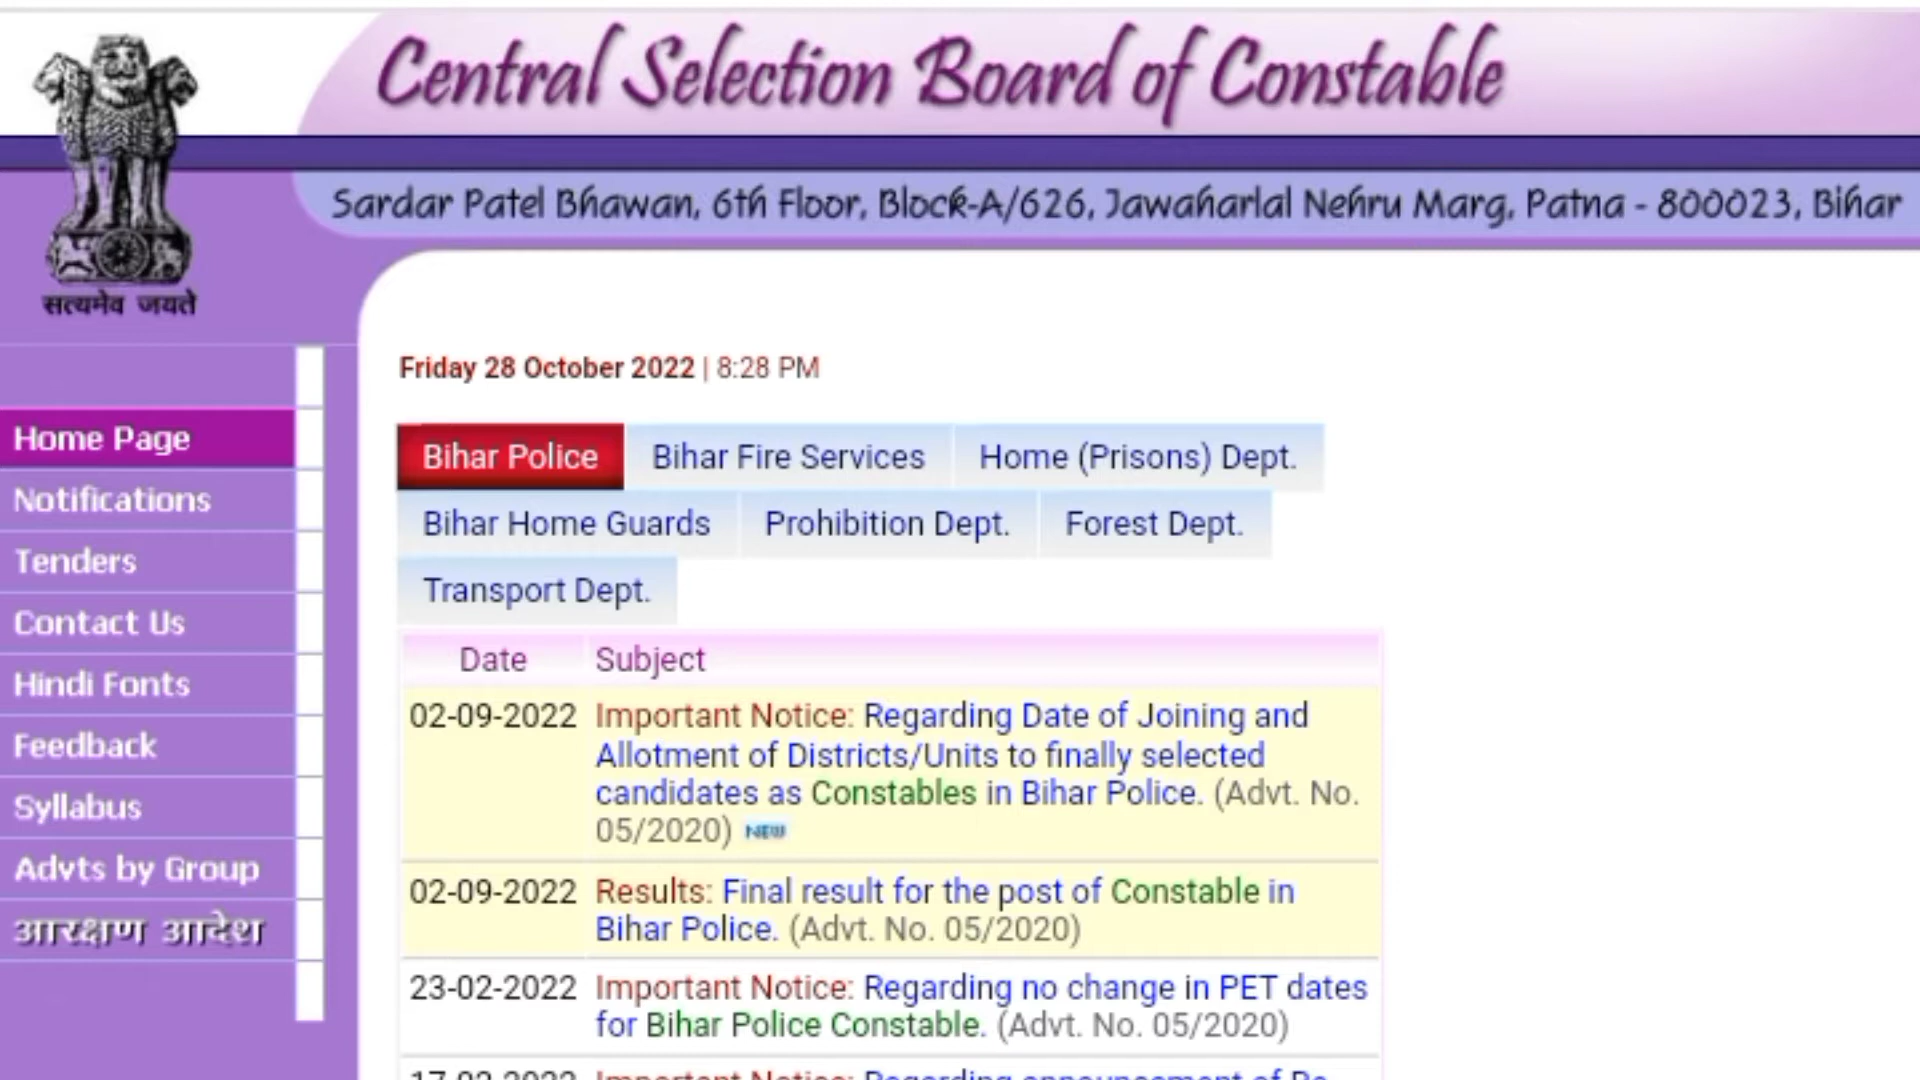 Central Selection Board of Constable
Sardar Patel Bhawan, 6th Floor, Block-A/626, Jawaharlal Nehru Marg, Patna - 800023, Bihar
सत्यमेव जयते
Friday 28 October 2022 | 8:28 PM
Home Page
Notifications
Tenders
Contact Us
Hindi Fonts
Feedback
Syllabus
Advts by Group
आरक्षण आदेश
Bihar Police
Bihar Fire Services
Home (Prisons) Dept.
Bihar Home Guards
Prohibition Dept.
Forest Dept.
Transport Dept.
Date Subject
02-09-2022 Important Notice: Regarding Date of Joining and
Allotment of Districts/Units to finally selected
candidates as Constables in Bihar Police. (Advt. No.
05/2020) NEW
02-09-2022 Results: Final result for the post of Constable in
Bihar Police. (Advt. No. 05/2020)
23-02-2022 Important Notice: Regarding no change in PET dates
for Bihar Police Constable. (Advt. No. 05/2020)
Important Notice: Regarding announcement of